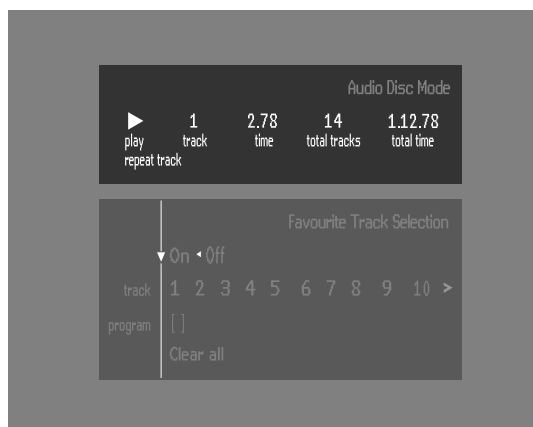 Audio Disc Mode
1 2.78 14 1.12.78
play track time total tracks total time
repeat track
Favourite Track Selection
On Off
track 1 2 3 4 5 6 7 8 9 10 >
program [ ]
Clear all